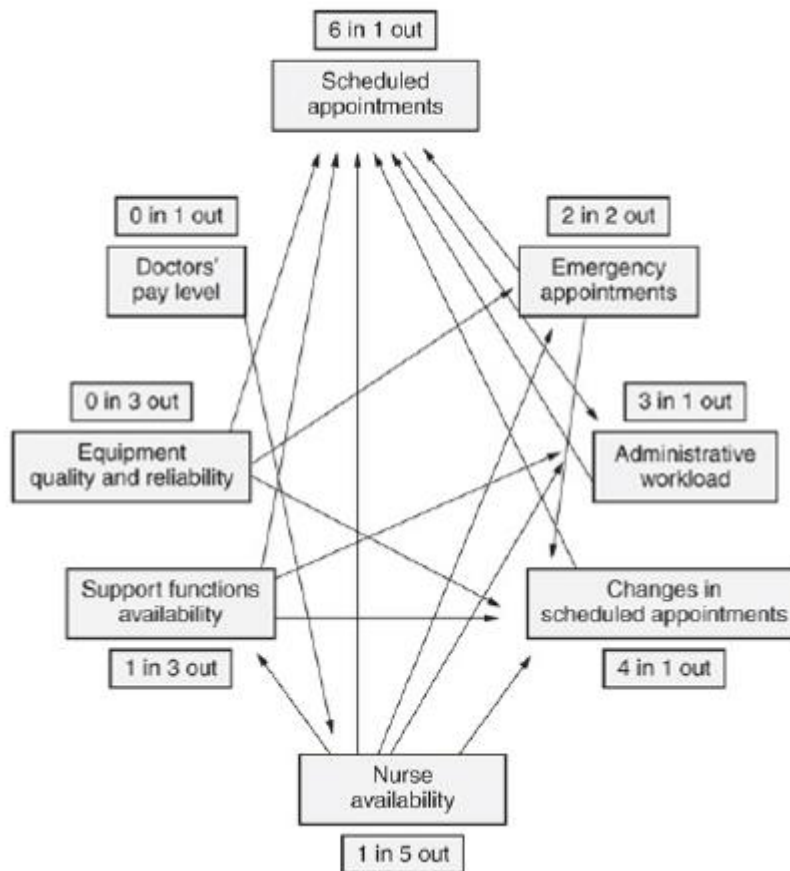 6 in 1 out
Scheduled
appointments
0 in 1 out
Doctors'
pay level
2 in 2 out
Emergency
appointments
0 in 3 out
Equipment
quality and reliability
3 in 1 out
Administrative
workload
Support functions
availability
1 in 3 out
Changes in
scheduled appointments
4 in 1 out
Nurse
availability
1 in 5 out